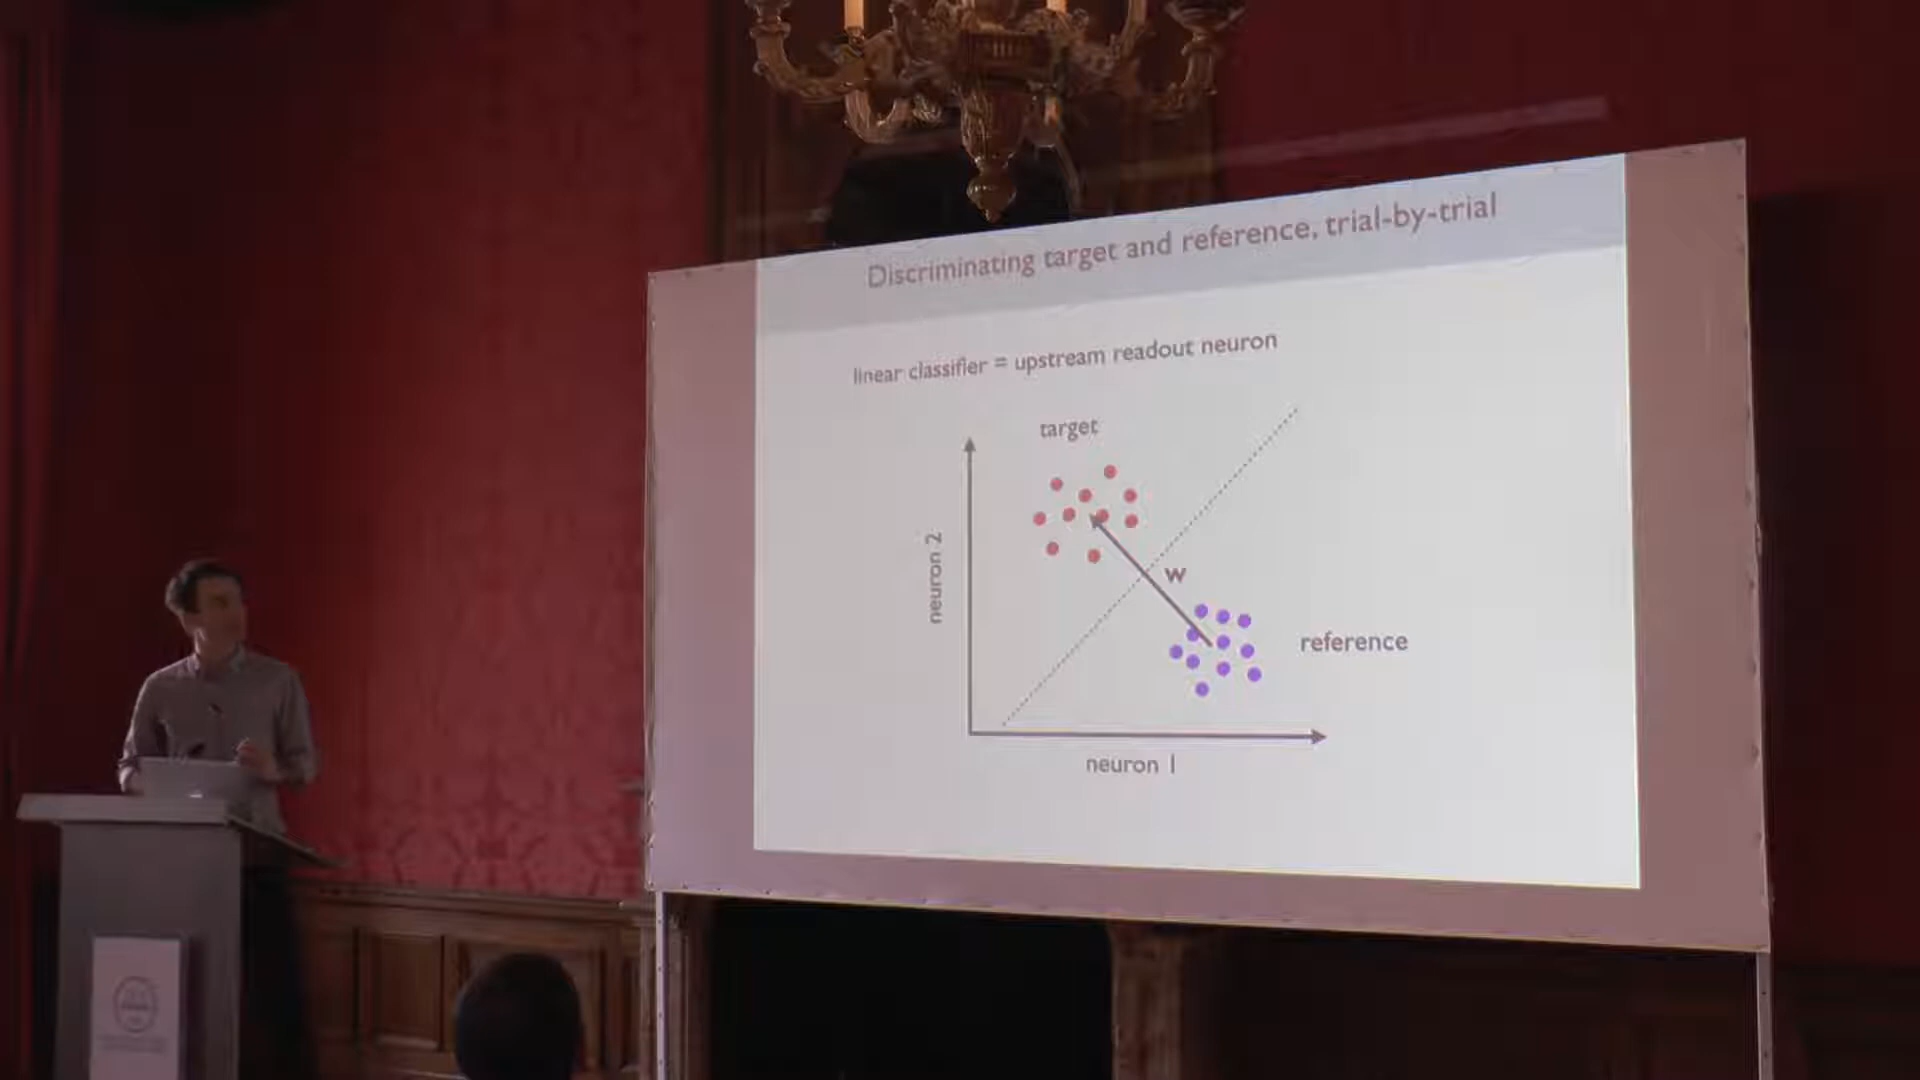 Discriminating target and reference, trial-by-trial
linear classifier = upstream readout neuron
target
neuron 2
w
reference
neuron 1